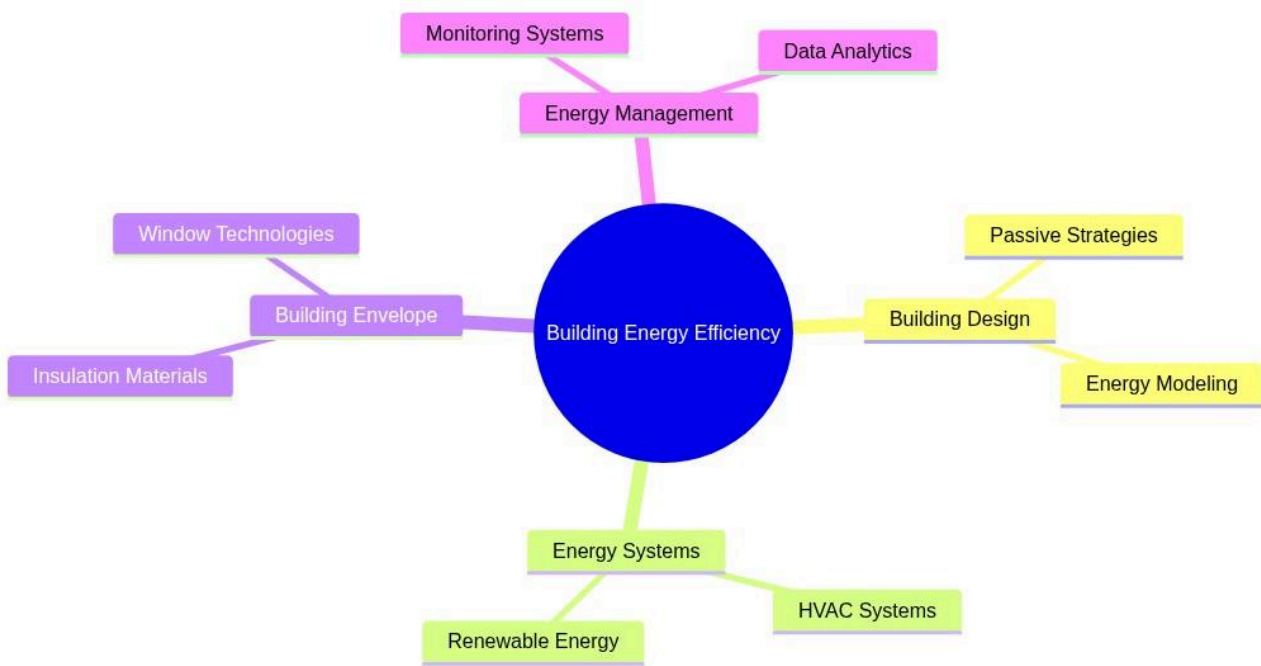 Monitoring Systems
Data Analytics
Energy Management
Window Technologies
Passive Strategies
Building Envelope
Building Energy Efficiency
Building Design
Insulation Materials
Energy Modeling
Energy Systems
HVAC Systems
Renewable Energy